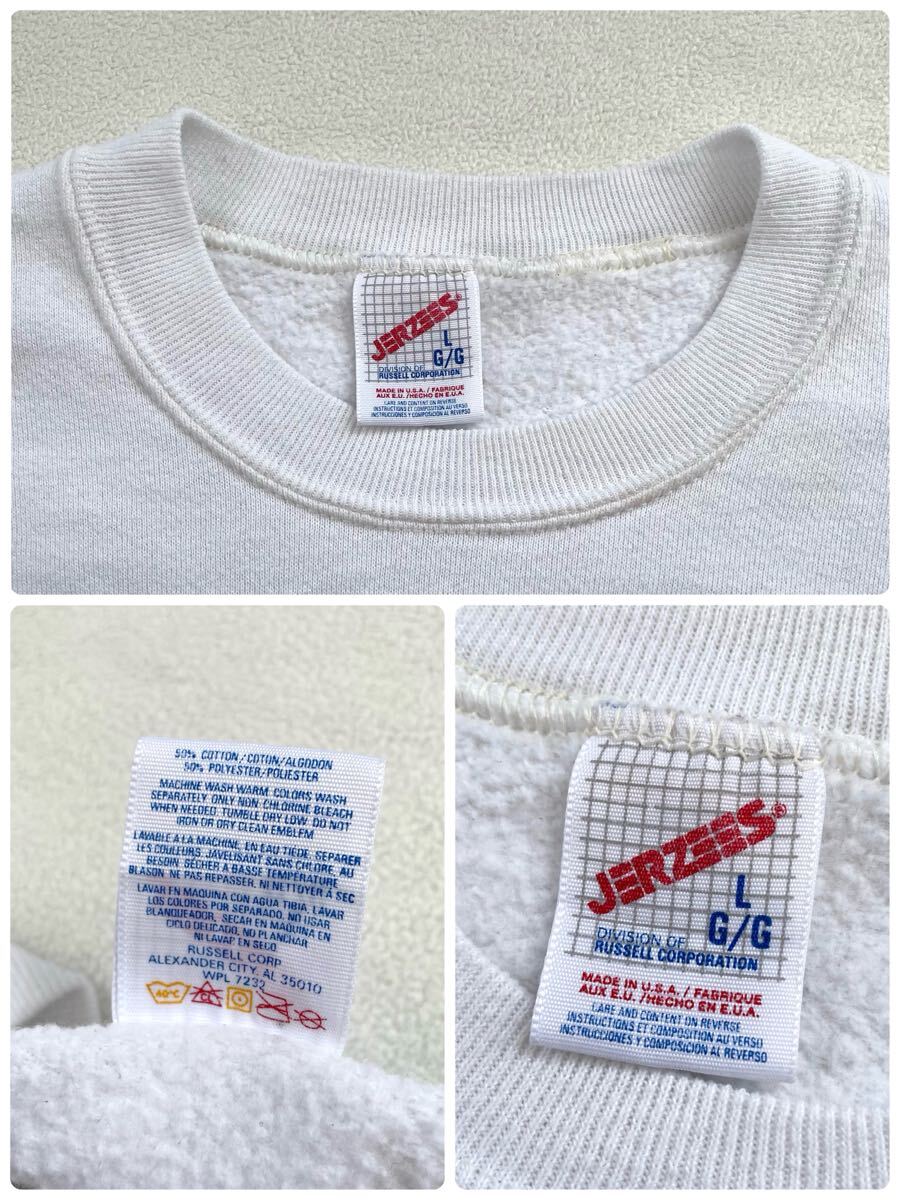 JERZEES®
L
G/G
DIVISION OF
RUSSELL CORPORATION
MADE IN U.S.A. / FABRIQUE
AUX E.U. /HECHO EN E.U.A.
CARE AND CONTENT ON REVERSE
INSTRUCTIONS ET COMPOSITION AU VERSO
INSTRUCCIONES Y COMPOSICIÓN AL REVERSO
50% COTTON/COTON/ALGODON
50% POLYESTER/POLIESTER
MACHINE WASH WARM. COLORS WASH
SEPARATELY. ONLY NON-CHLORINE BLEACH
WHEN NEEDED. TUMBLE DRY LOW. DO NOT
IRON OR DRY CLEAN EMBLEM
LAVABLE A LA MACHINE, EN EAU TIEDE, SEPARER
LES COULEURS. JAVELISANT SANS CHLORE, AU
BESOIN. SÉCHER À BASSE TEMPÉRATURE
BLASON NE PAS REPASSER, NI NETTOYER À SEC
LAVAR EN MAQUINA CON AGUA TIBIA. LAVAR
LOS COLORES POR SEPARADO. NO USAR
BLANQUEADOR, SECAR EN MAQUINA EN
CICLO DELICADO. NO PLANCHAR
NI LAVAR EN SECO.
RUSSELL CORP
ALEXANDER CITY, AL 35010
WPL 7232
40°C CL
JERZEES®
L
G/G
DIVISION OF
RUSSELL CORPORATION
MADE IN U.S.A. / FABRIQUE
AUX E.U. /HECHO EN E.U.A.
CARE AND CONTENT ON REVERSE
INSTRUCTIONS ET COMPOSITION AU VERSO
INSTRUCCIONES Y COMPOSICIÓN AL REVERSO